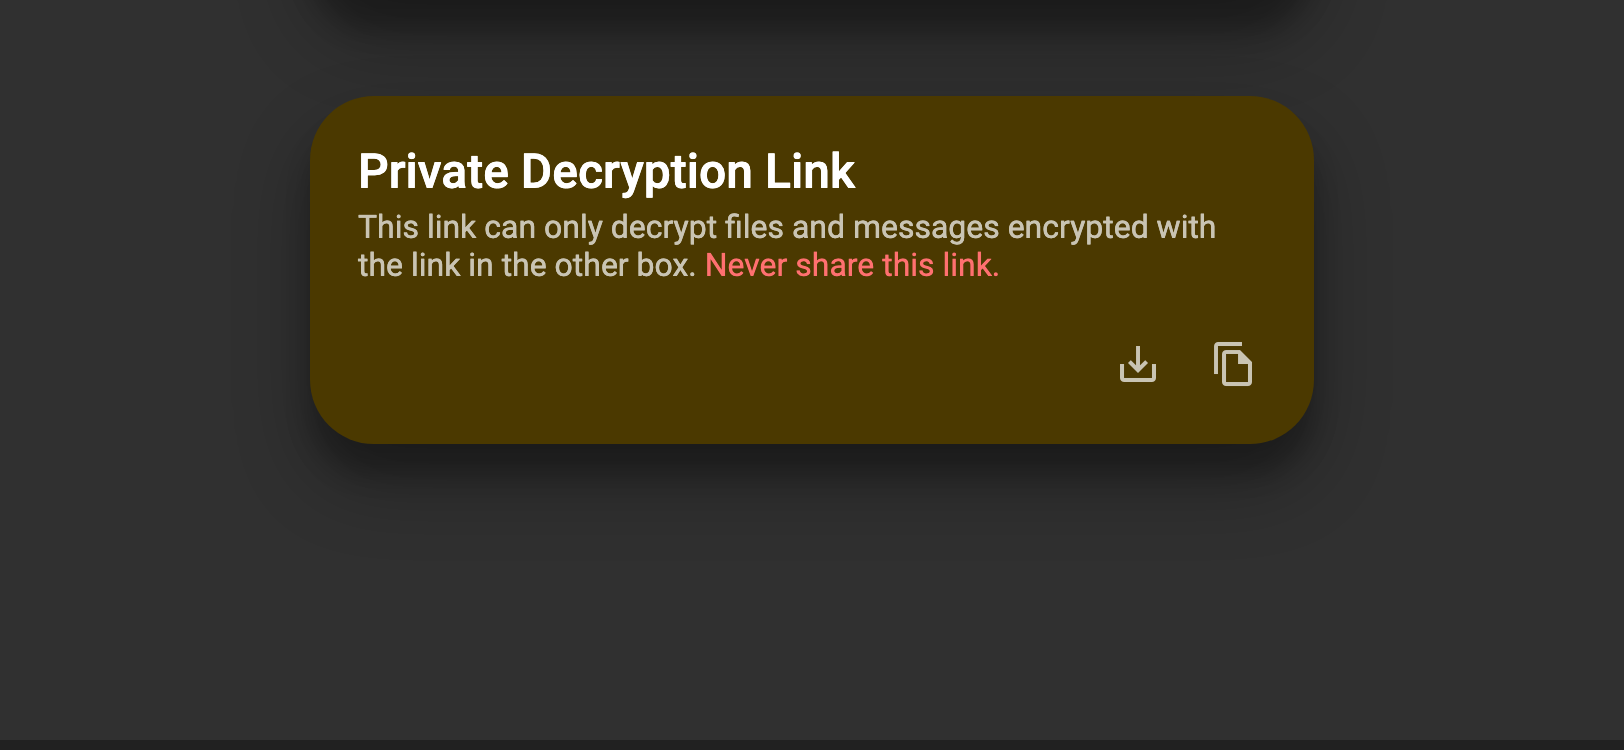 Private Decryption Link
This link can only decrypt files and messages encrypted with
the link in the other box. Never share this link.